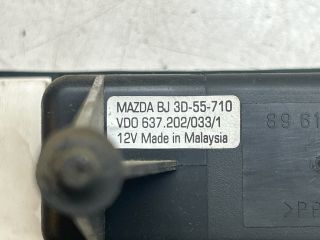 MAZDA BJ 3D-55-710
VDO 637.202/033/1
12V Made in Malaysia